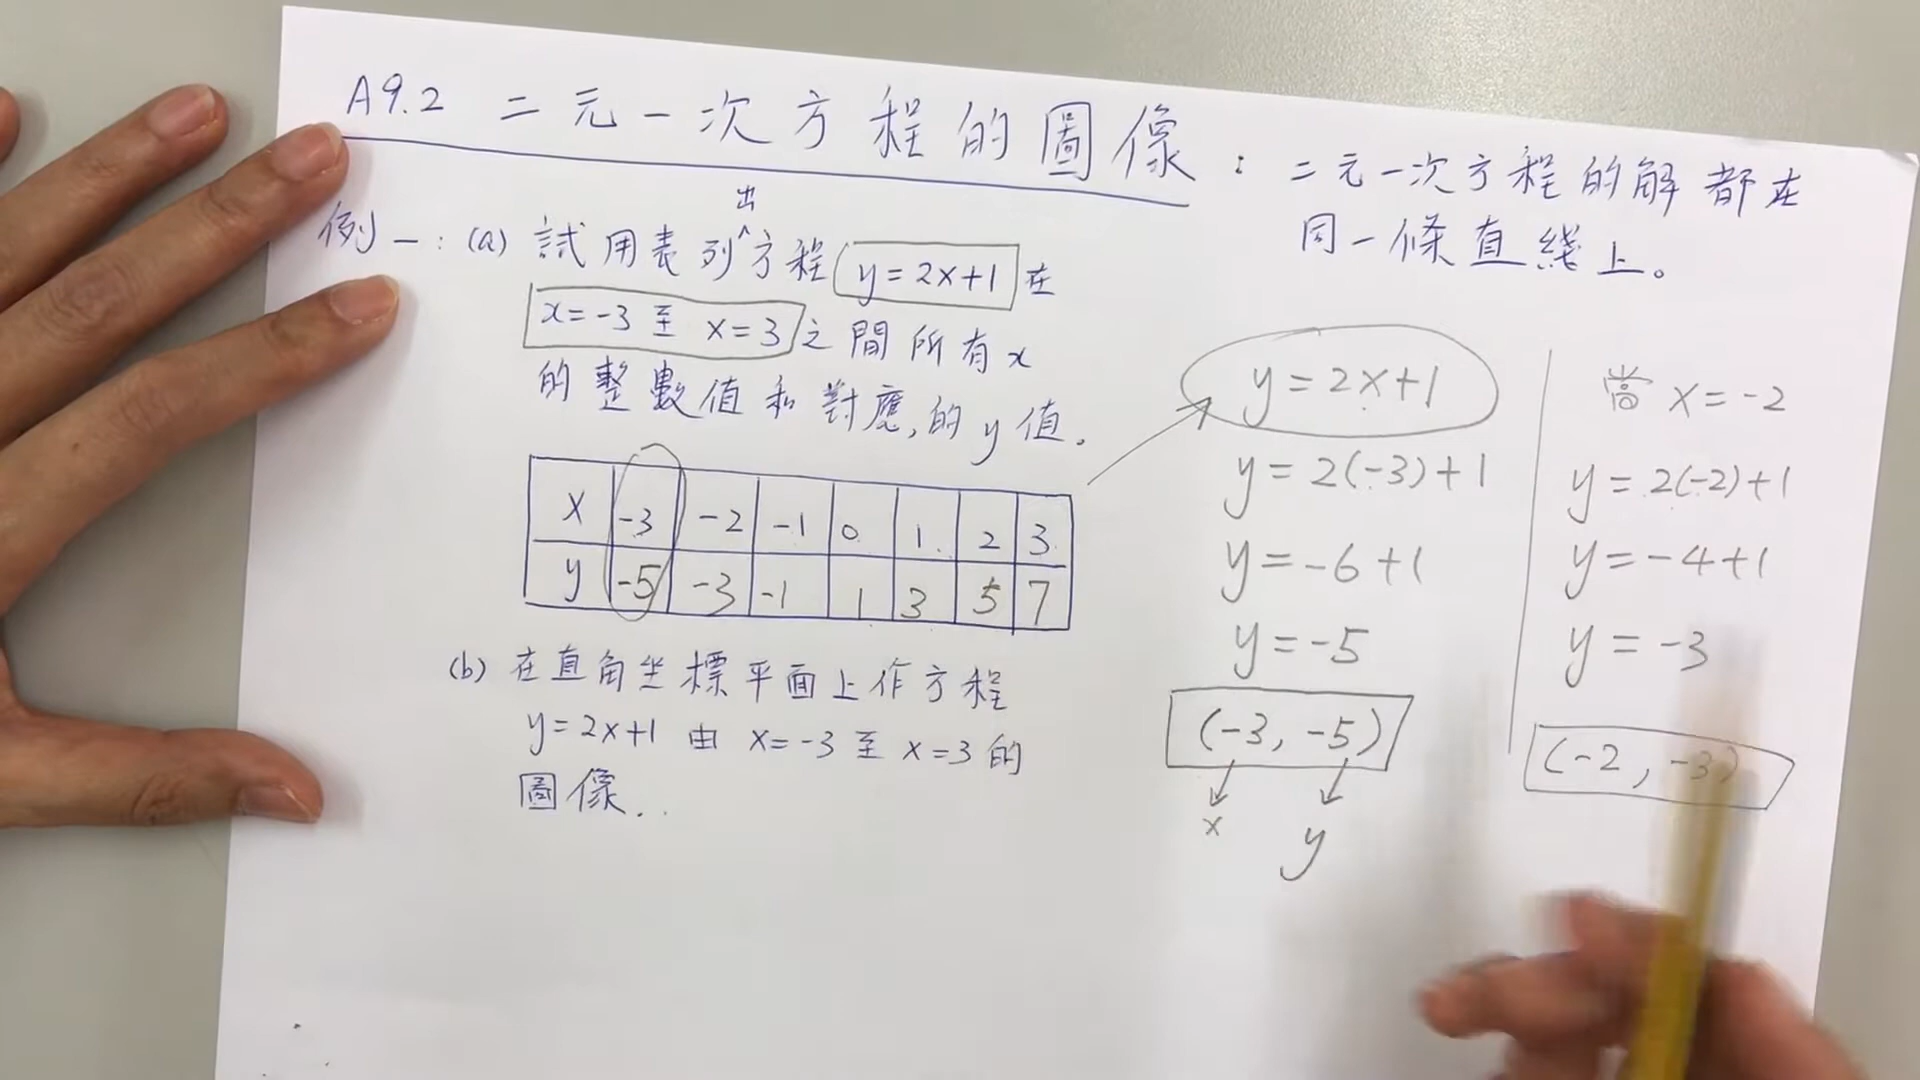 A9.2 二元一次方程的圖像 : 二元一次方程的解都在
同一條直綫上。
出
例一 : (a) 試用表列^方程 y=2x+1 在
x=-3 至 x=3 之間所有x
的整數值和對應,的y值.
x -3 -2 -1 0 1 2 3
y -5 -3 -1 1 3 5 7
(b) 在直角坐標平面上作方程
y=2x+1 由 x=-3 至 x=3 的
圖像.
y=2x+1
y=2(-3)+1
y=-6+1
y=-5
(-3, -5)
x y
當 x=-2
y=2(-2)+1
y=-4+1
y=-3
(-2, -3)